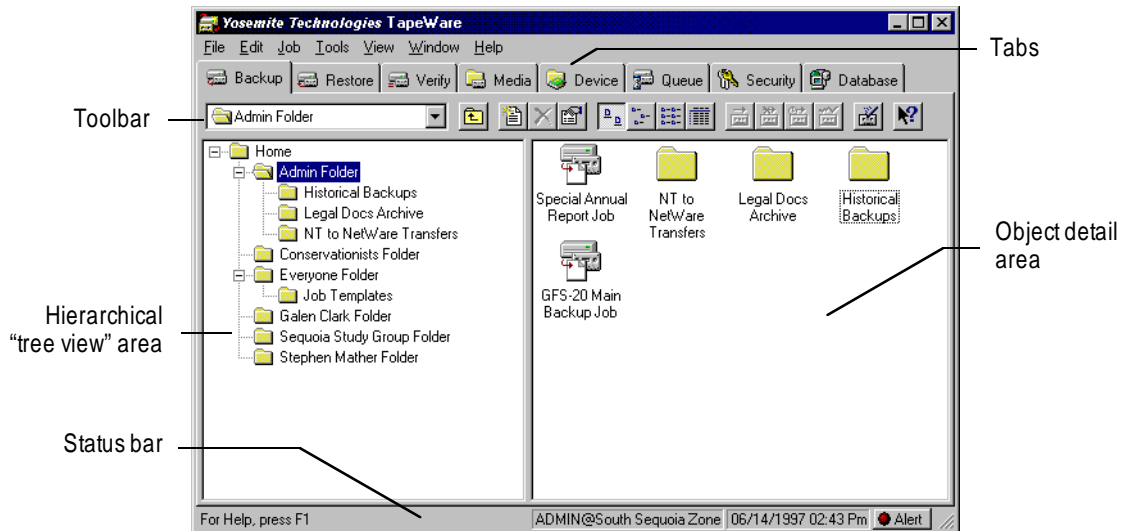 Yosemite Technologies TapeWare
File Edit Job Tools View Window Help
Tabs
Backup Restore Verify Media Device Queue Security Database
Toolbar
Admin Folder
Home
Admin Folder
Historical Backups
Legal Docs Archive
NT to NetWare Transfers
Conservationists Folder
Everyone Folder
Job Templates
Galen Clark Folder
Sequoia Study Group Folder
Stephen Mather Folder
Special Annual
Report Job
NT to
NetWare
Transfers
Legal Docs
Archive
Historical
Backups
GFS-20 Main
Backup Job
Object detail
area
Hierarchical
“tree view” area
Status bar
For Help, press F1
ADMIN@South Sequoia Zone
06/14/1997 02:43 Pm
Alert